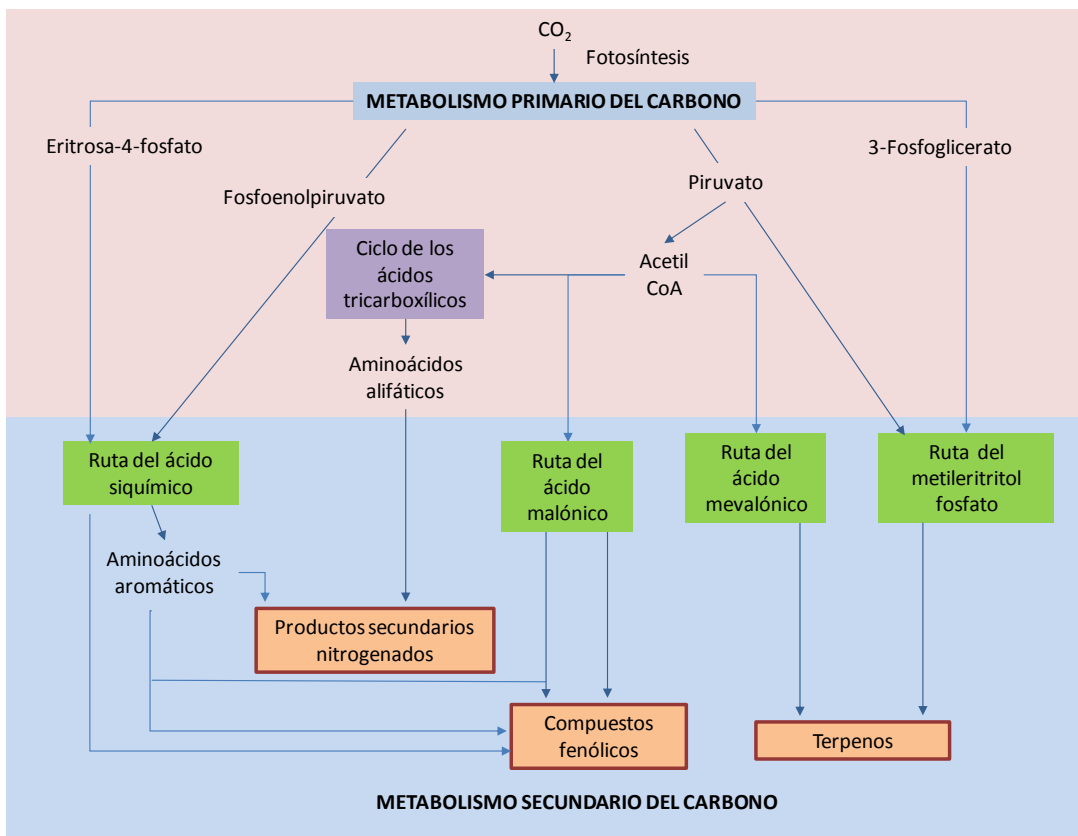 CO2
Fotosíntesis
METABOLISMO PRIMARIO DEL CARBONO
Eritrosa-4-fosfato
3-Fosfoglicerato
Fosfoenolpiruvato
Piruvato
Ciclo de los
ácidos
tricarboxílicos
Acetil
CoA
Aminoácidos
alifáticos
Ruta del ácido
siquímico
Ruta del
ácido
malónico
Ruta del
ácido
mevalónico
Ruta del
metileritritol
fosfato
Aminoácidos
aromáticos
Productos secundarios
nitrogenados
Compuestos
fenólicos
Terpenos
METABOLISMO SECUNDARIO DEL CARBONO